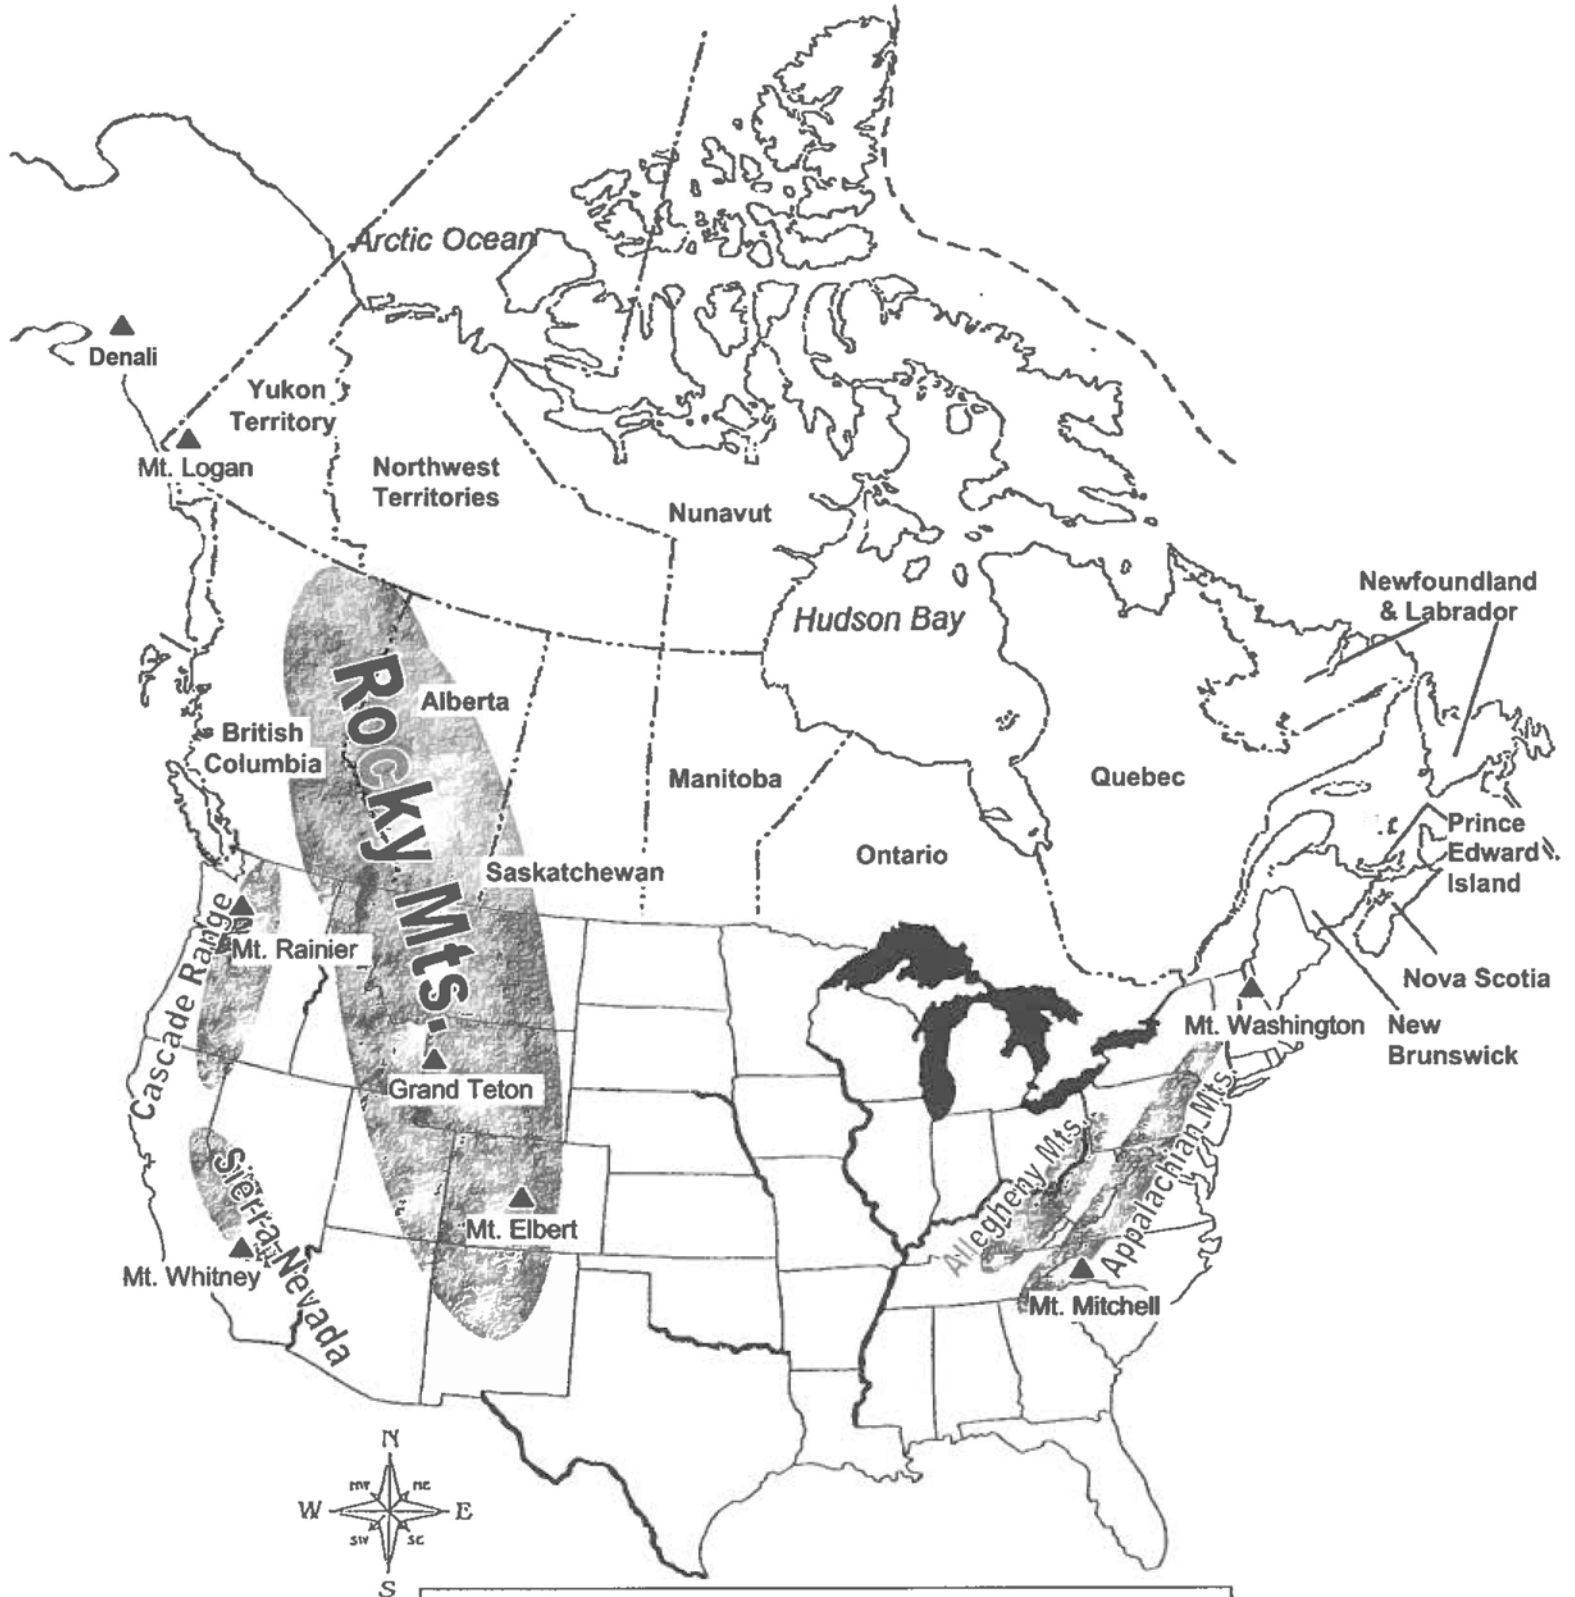 Arctic Ocean
Denali
Yukon
Territory
Mt. Logan
Northwest
Territories
Nunavut
Hudson Bay
Newfoundland
& Labrador
Rocky Mts.
Alberta
British
Columbia
Manitoba
Quebec
Prince
Edward
Island
Ontario
Saskatchewan
Cascade Range
Mt. Rainier
Nova Scotia
Mt. Washington
New
Brunswick
Grand Teton
Allegheny Mts.
Appalachian Mts.
Sierra Nevada
Mt. Elbert
Mt. Whitney
Mt. Mitchell
N
NE
W
E
SW
S